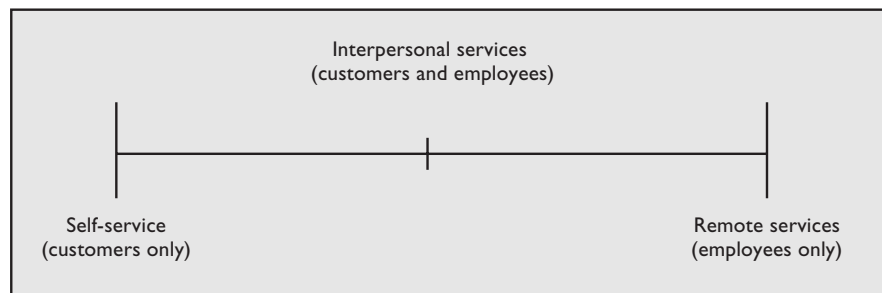 Interpersonal services
(customers and employees)
Self-service
(customers only)
Remote services
(employees only)